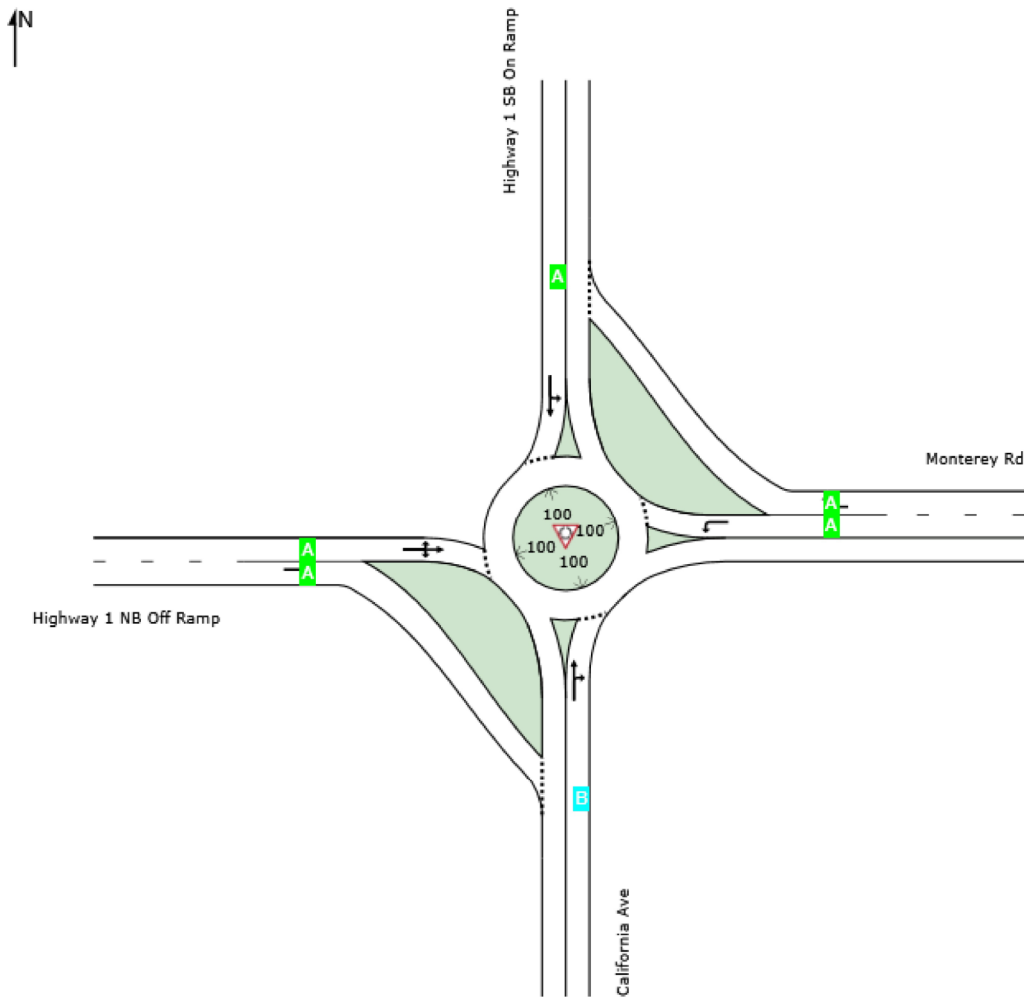 N
Highway 1 SB On Ramp
A
Monterey Rd
A
A
100
100
100
100
A
A
Highway 1 NB Off Ramp
B
California Ave